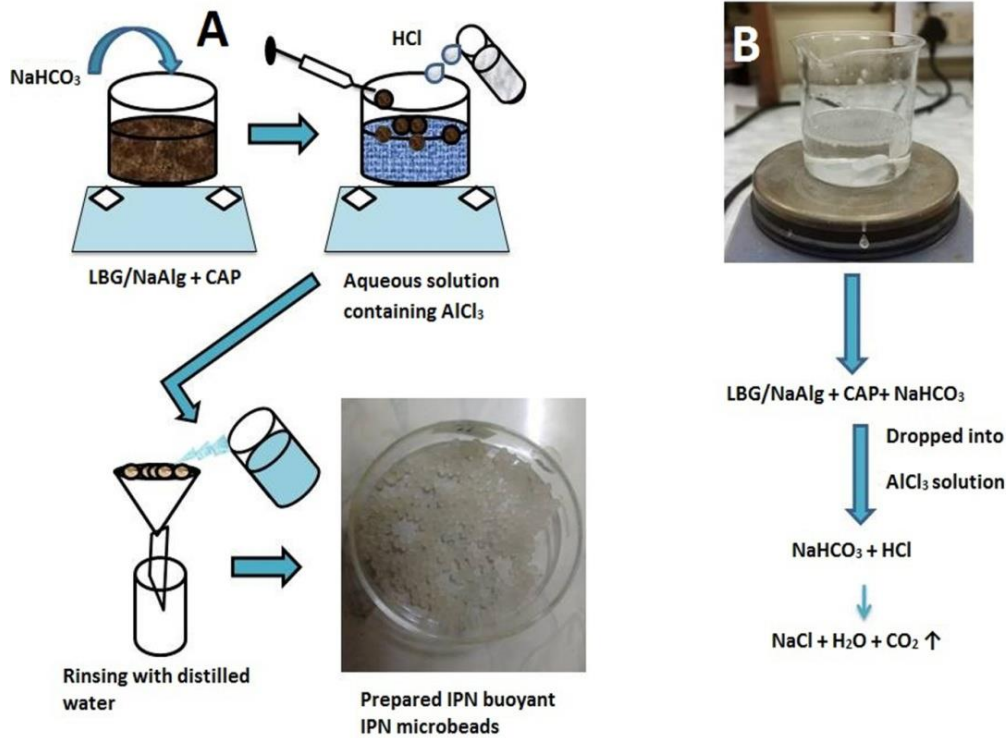 A
NaHCO₃
HCl
LBG/NaAlg + CAP
Aqueous solution
containing AlCl₃
Rinsing with distilled
water
Prepared IPN buoyant
IPN microbeads
B
LBG/NaAlg + CAP+ NaHCO₃
Dropped into
AlCl₃ solution
NaHCO₃ + HCl
NaCl + H₂O + CO₂ ↑